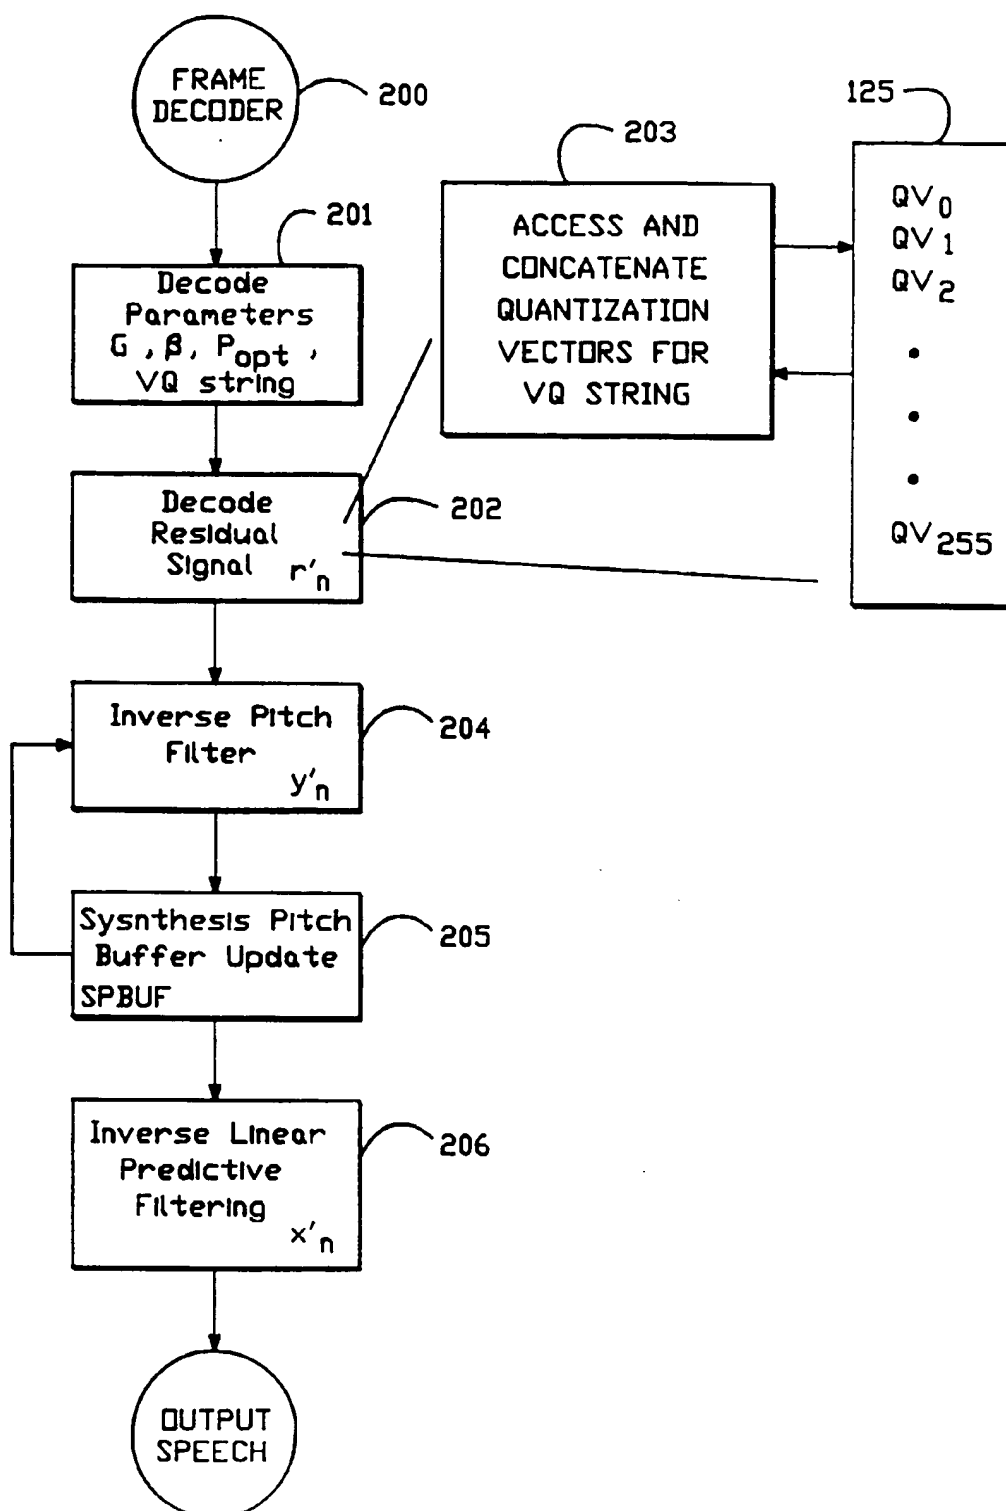 FRAME
DECODER
200
201
Decode
Parameters
G , β, Popt ,
VQ string
203
ACCESS AND
CONCATENATE
QUANTIZATION
VECTORS FOR
VQ STRING
125
QV0
QV1
QV2
QV255
Decode
Residual
Signal r'n
202
Inverse Pitch
Filter
y'n
204
Sysnthesis Pitch
Buffer Update
SPBUF
205
Inverse Linear
Predictive
Filtering
x'n
206
OUTPUT
SPEECH